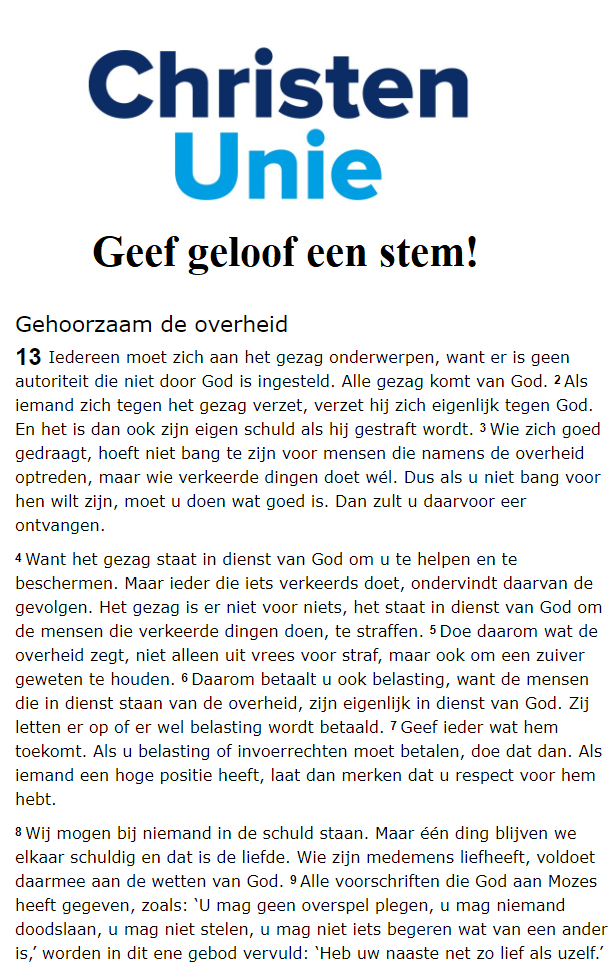 Christen
Unie
Geef geloof een stem!
Gehoorzaam de overheid
13 Iedereen moet zich aan het gezag onderwerpen, want er is geen
autoriteit die niet door God is ingesteld. Alle gezag komt van God. 2 Als
iemand zich tegen het gezag verzet, verzet hij zich eigenlijk tegen God.
En het is dan ook zijn eigen schuld als hij gestraft wordt. 3 Wie zich goed
gedraagt, hoeft niet bang te zijn voor mensen die namens de overheid
optreden, maar wie verkeerde dingen doet wél. Dus als u niet bang voor
hen wilt zijn, moet u doen wat goed is. Dan zult u daarvoor eer
ontvangen.
4 Want het gezag staat in dienst van God om u te helpen en te
beschermen. Maar ieder die iets verkeerds doet, ondervindt daarvan de
gevolgen. Het gezag is er niet voor niets, het staat in dienst van God om
de mensen die verkeerde dingen doen, te straffen. 5 Doe daarom wat de
overheid zegt, niet alleen uit vrees voor straf, maar ook om een zuiver
geweten te houden. 6 Daarom betaalt u ook belasting, want de mensen
die in dienst staan van de overheid, zijn eigenlijk in dienst van God. Zij
letten er op of er wel belasting wordt betaald. 7 Geef ieder wat hem
toekomt. Als u belasting of invoerrechten moet betalen, doe dat dan. Als
iemand een hoge positie heeft, laat dan merken dat u respect voor hem
hebt.
8 Wij mogen bij niemand in de schuld staan. Maar één ding blijven we
elkaar schuldig en dat is de liefde. Wie zijn medemens liefheeft, voldoet
daarmee aan de wetten van God. 9 Alle voorschriften die God aan Mozes
heeft gegeven, zoals: ‘U mag geen overspel plegen, u mag niemand
doodslaan, u mag niet stelen, u mag niet iets begeren wat van een ander
is,’ worden in dit ene gebod vervuld: ‘Heb uw naaste net zo lief als uzelf.’